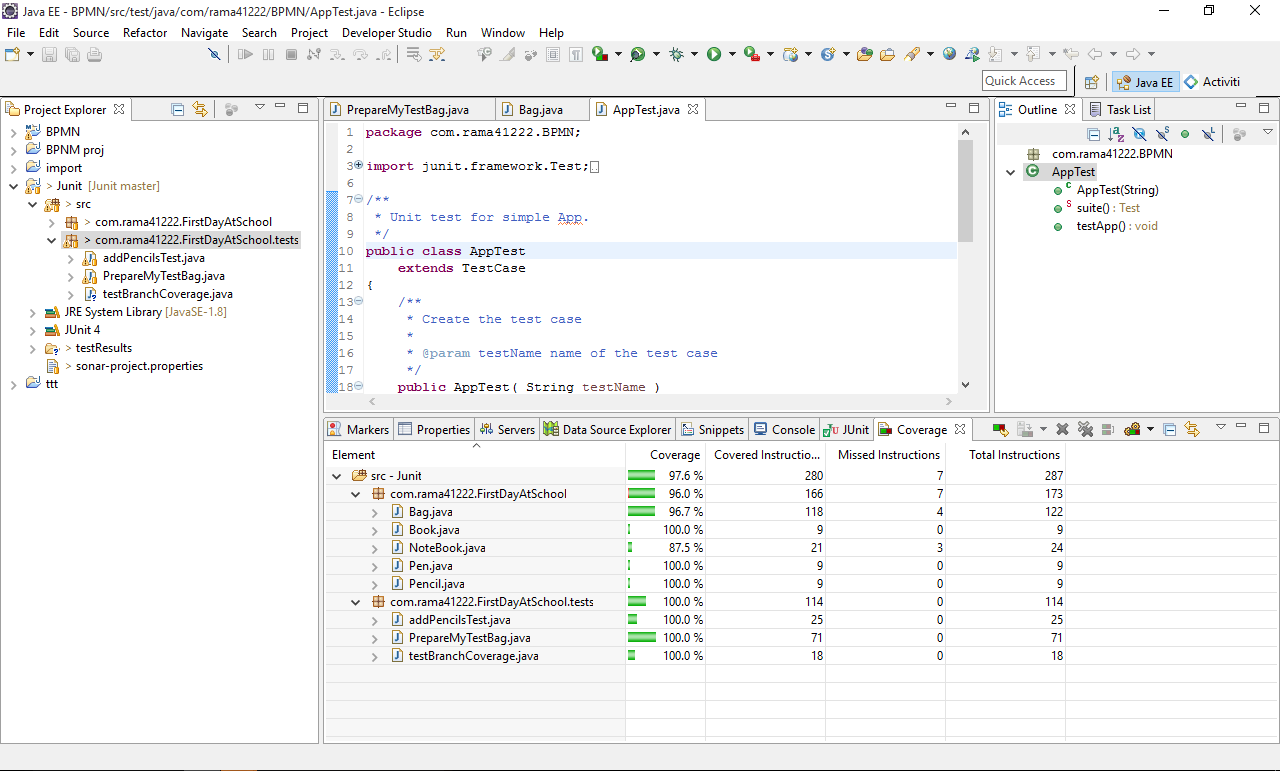 Java EE - BPMN/src/test/java/com/rama41222/BPMN/AppTest.java - Eclipse
File Edit Source Refactor Navigate Search Project Developer Studio Run Window Help
Quick Access Java EE Activiti
Project Explorer
BPMN
BPNM proj
import
> Junit [Junit master]
> src
> com.rama41222.FirstDayAtSchool
> com.rama41222.FirstDayAtSchool.tests
addPencilsTest.java
PrepareMyTestBag.java
testBranchCoverage.java
JRE System Library [JavaSE-1.8]
JUnit 4
> testResults
> sonar-project.properties
ttt
PrepareMyTestBag.java Bag.java AppTest.java
1 package com.rama41222.BPMN;
2
3 import junit.framework.Test;
6
7 /**
8 * Unit test for simple App.
9 */
10 public class AppTest
11 extends TestCase
12 {
13 /**
14 * Create the test case
15 *
16 * @param testName name of the test case
17 */
18 public AppTest( String testName )
Outline Task List
com.rama41222.BPMN
AppTest
AppTest(String)
suite() : Test
testApp() : void
Markers Properties Servers Data Source Explorer Snippets Console JUnit Coverage
Element Coverage Covered Instructio... Missed Instructions Total Instructions
src - Junit 97.6 % 280 7 287
com.rama41222.FirstDayAtSchool 96.0 % 166 7 173
Bag.java 96.7 % 118 4 122
Book.java 100.0 % 9 0 9
NoteBook.java 87.5 % 21 3 24
Pen.java 100.0 % 9 0 9
Pencil.java 100.0 % 9 0 9
com.rama41222.FirstDayAtSchool.tests 100.0 % 114 0 114
addPencilsTest.java 100.0 % 25 0 25
PrepareMyTestBag.java 100.0 % 71 0 71
testBranchCoverage.java 100.0 % 18 0 18